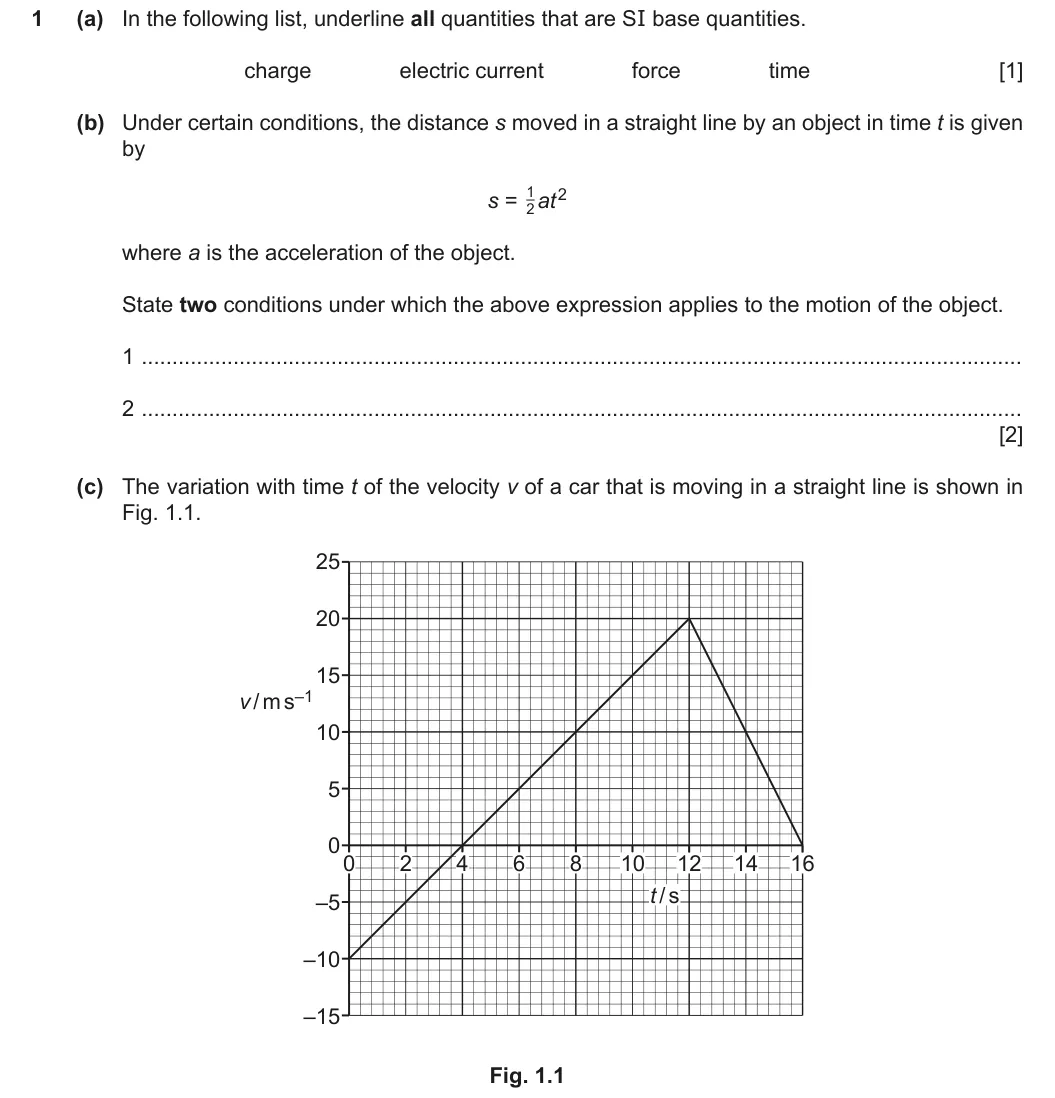 1 (a) In the following list, underline all quantities that are SI base quantities.
charge electric current force time [1]
(b) Under certain conditions, the distance s moved in a straight line by an object in time t is given
by
s = ½at²
where a is the acceleration of the object.
State two conditions under which the above expression applies to the motion of the object.
1 ..........................................................................................
2 ..........................................................................................
[2]
(c) The variation with time t of the velocity v of a car that is moving in a straight line is shown in
Fig. 1.1.
25
20
15
v/ms⁻¹
10
5
0
0 2 4 6 8 10 12 14 16
t/s
–5
–10
–15
Fig. 1.1